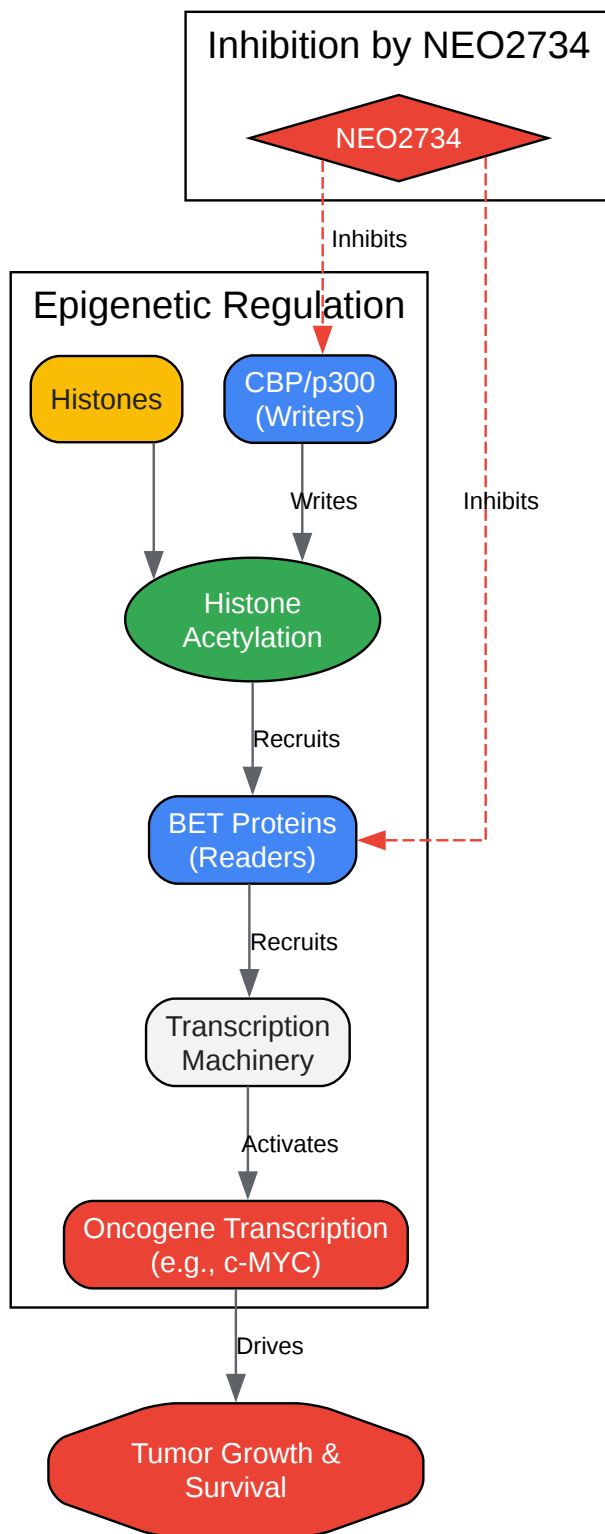 Inhibition by NEO2734
NEO2734
Inhibits
Epigenetic Regulation
Histones
CBP/p300
(Writers)
Writes
Inhibits
Histone
Acetylation
Recruits
BET Proteins
(Readers)
Recruits
Transcription
Machinery
Activates
Oncogene Transcription
(e.g., c-MYC)
Drives
Tumor Growth &
Survival